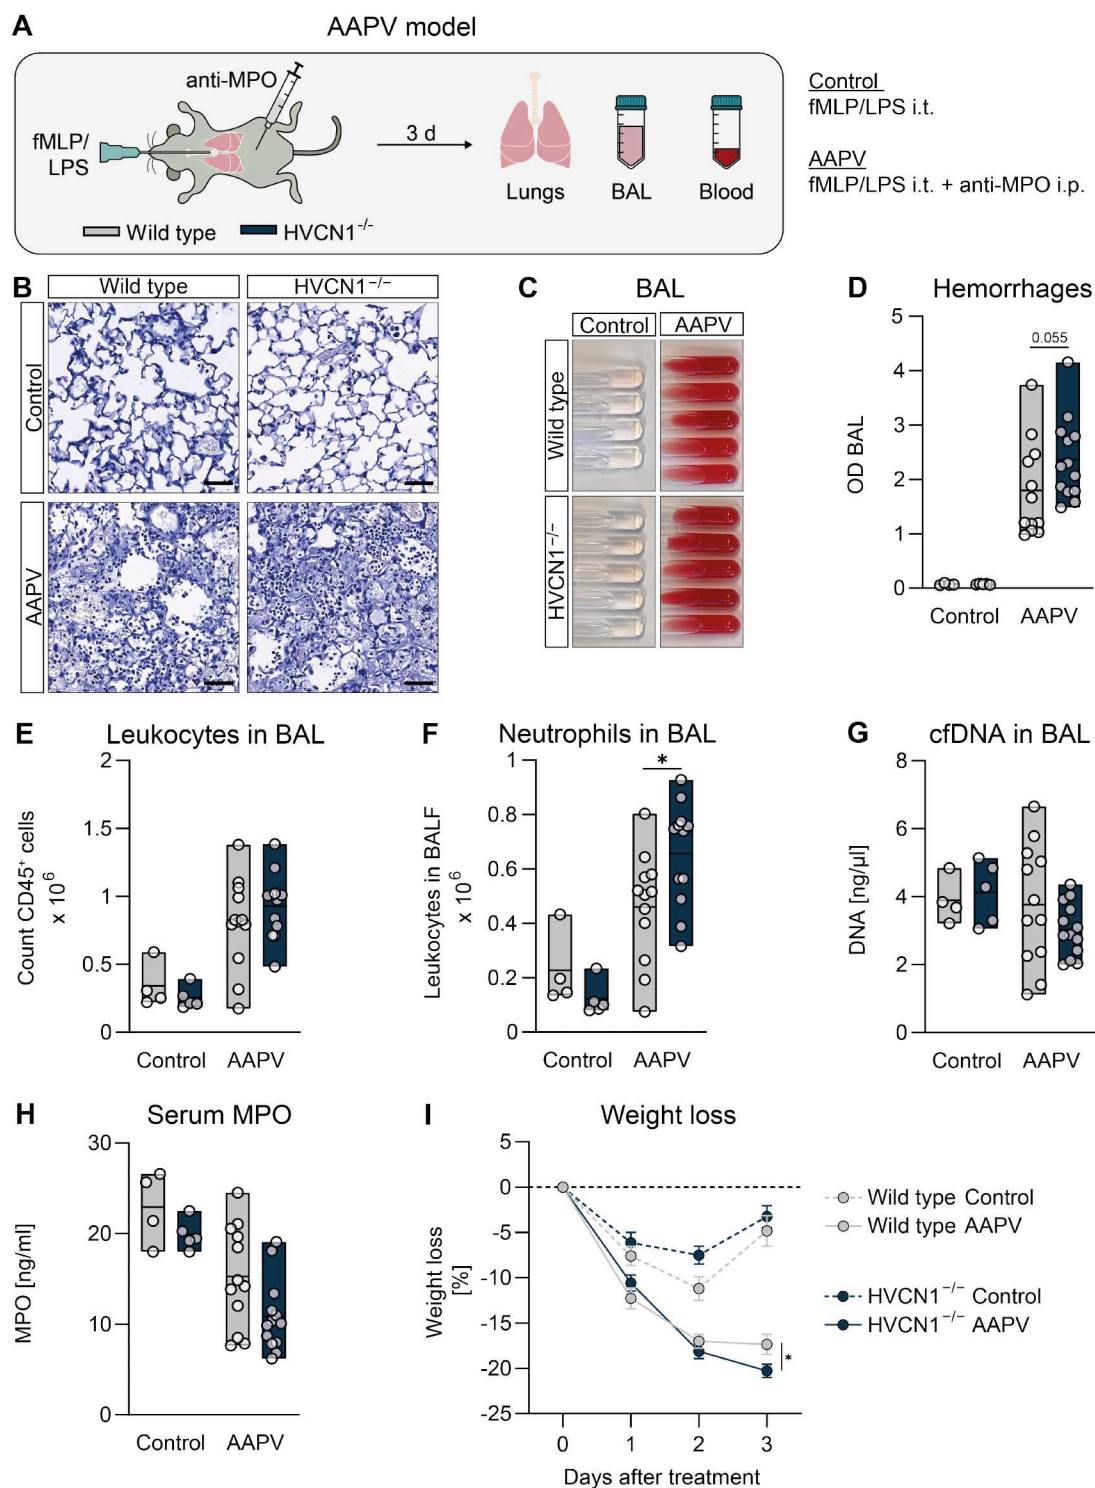 A
AAPV model
anti-MPO
fMLP/
LPS
3 d
Lungs
BAL
Blood
Wild type
HVCN1⁻/⁻
Control
fMLP/LPS i.t.
AAPV
fMLP/LPS i.t. + anti-MPO i.p.
B
Wild type
HVCN1⁻/⁻
Control
AAPV
C
BAL
Control
AAPV
Wild type
HVCN1⁻/⁻
D
Hemorrhages
5
4
3
2
1
0
OD BAL
0.055
Control
AAPV
E
Leukocytes in BAL
2
1.5
1
0.5
0
Count CD45⁺ cells
x 10⁶
Control
AAPV
F
Neutrophils in BAL
1
0.8
0.6
0.4
0.2
0
Leukocytes in BALF
x 10⁶
*
Control
AAPV
G
cfDNA in BAL
8
6
4
2
0
DNA [ng/µl]
Control
AAPV
H
Serum MPO
30
20
10
0
MPO [ng/ml]
Control
AAPV
I
Weight loss
5
0
-5
-10
-15
-20
-25
Weight loss
[%]
*
0
1
2
3
Days after treatment
Wild type Control
Wild type AAPV
HVCN1⁻/⁻ Control
HVCN1⁻/⁻ AAPV